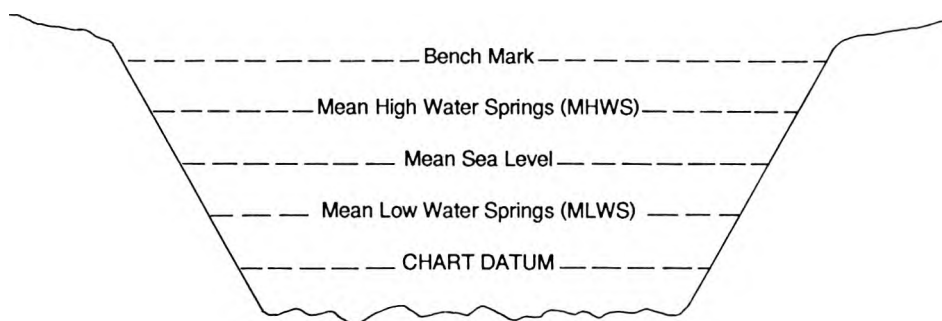 Bench Mark
Mean High Water Springs (MHWS)
Mean Sea Level
Mean Low Water Springs (MLWS)
CHART DATUM